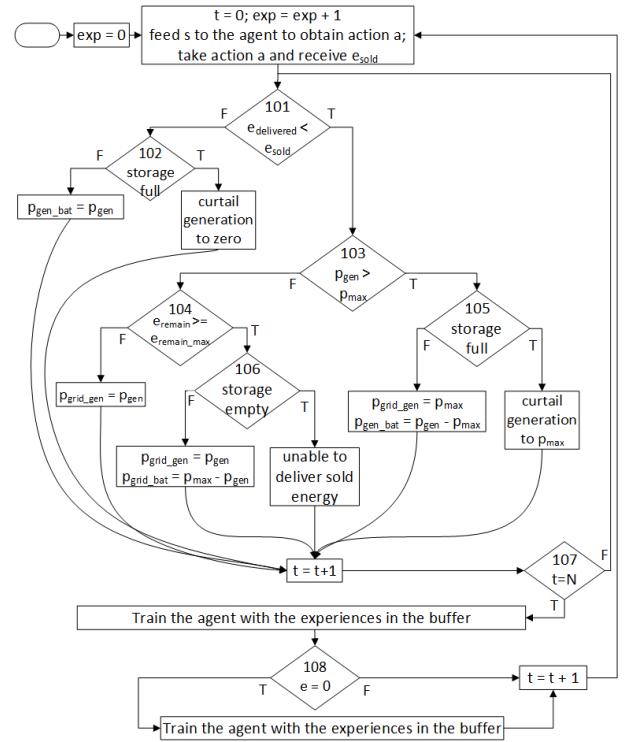 exp = 0
t = 0; exp = exp + 1
feed s to the agent to obtain action a;
take action a and receive e_sold
101
e_delivered <
e_sold
F
T
102
storage
full
F
T
p_gen_bat = p_gen
curtail
generation
to zero
103
p_gen >
p_max
F
T
104
e_remain >=
e_remain_max
F
T
105
storage
full
F
T
106
storage
empty
F
T
p_grid_gen = p_gen
p_grid_gen = p_max
p_gen_bat = p_gen - p_max
curtail
generation
to p_max
p_grid_gen = p_gen
p_grid_bat = p_max - p_gen
unable to
deliver sold
energy
t = t+1
107
t=N
F
T
Train the agent with the experiences in the buffer
108
e = 0
T
F
t = t + 1
Train the agent with the experiences in the buffer